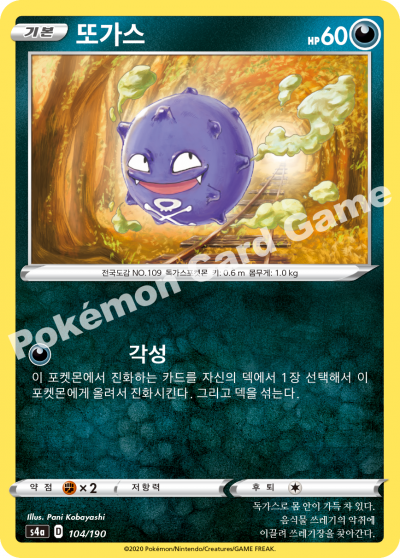 기본 또가스 HP 60
Pokémon Card Game
전국도감 NO.109 독가스포켓몬 키: 0.6 m 몸무게: 1.0 kg
각성
이 포켓몬에서 진화하는 카드를 자신의 덱에서 1장 선택해서 이
포켓몬에게 올려서 진화시킨다. 그리고 덱을 섞는다.
약점 ×2 저항력 후퇴
Illus. Pani Kobayashi
s4a D 104/190
독가스로 몸 안이 가득 차 있다.
음식물 쓰레기의 악취에
이끌려 쓰레기장을 찾아간다.
©2020 Pokémon/Nintendo/Creatures/GAME FREAK.